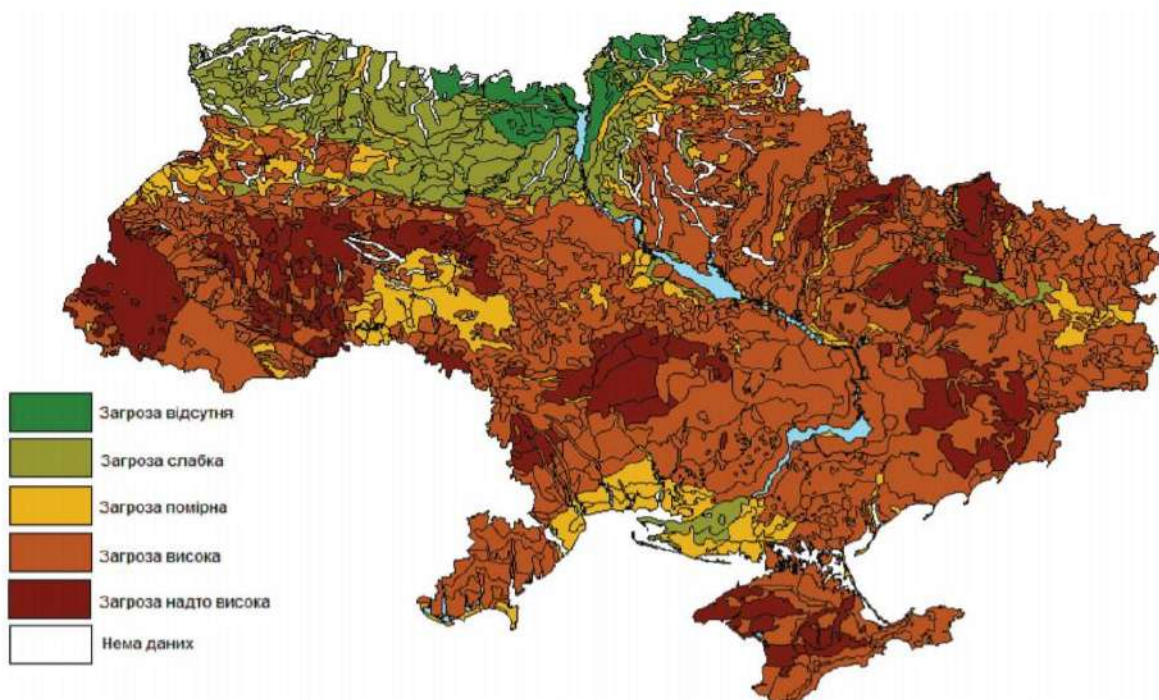 Загроза відсутня
Загроза слабка
Загроза помірна
Загроза висока
Загроза надто висока
Нема даних